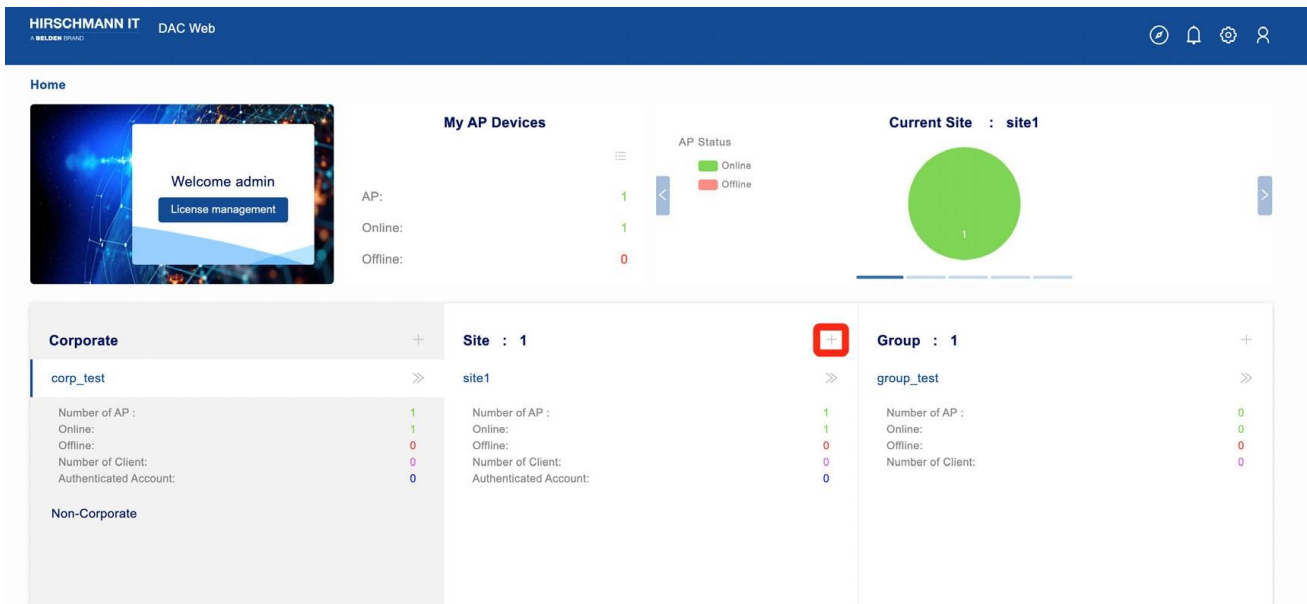 HIRSCHMANN IT
A BELDEN BRAND
DAC Web
Home
Welcome admin
License management
My AP Devices
AP: 1
Online: 1
Offline: 0
Current Site : site1
AP Status
Online
Offline
1
Corporate
corp_test
Number of AP : 1
Online: 1
Offline: 0
Number of Client: 0
Authenticated Account: 0
Non-Corporate
Site : 1
site1
Number of AP : 1
Online: 1
Offline: 0
Number of Client: 0
Authenticated Account: 0
Group : 1
group_test
Number of AP : 0
Online: 0
Offline: 0
Number of Client: 0